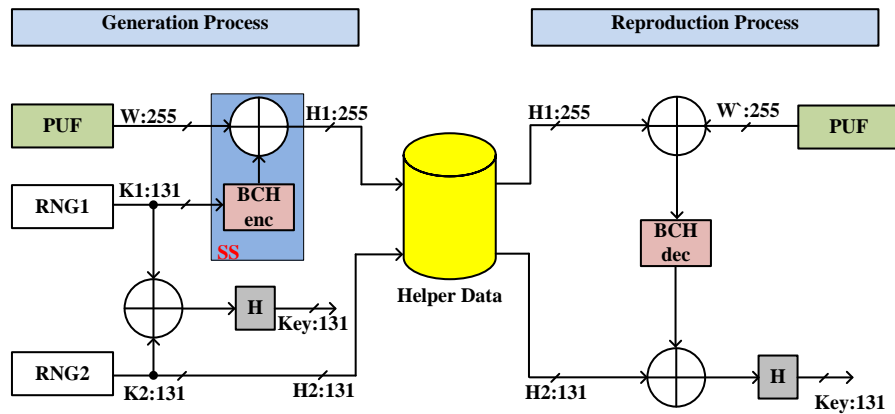 Generation Process
Reproduction Process
PUF
W:255
H1:255
H1:255
W`:255
PUF
RNG1
K1:131
BCH
enc
SS
BCH
dec
Helper Data
H
Key:131
RNG2
K2:131
H2:131
H2:131
H
Key:131